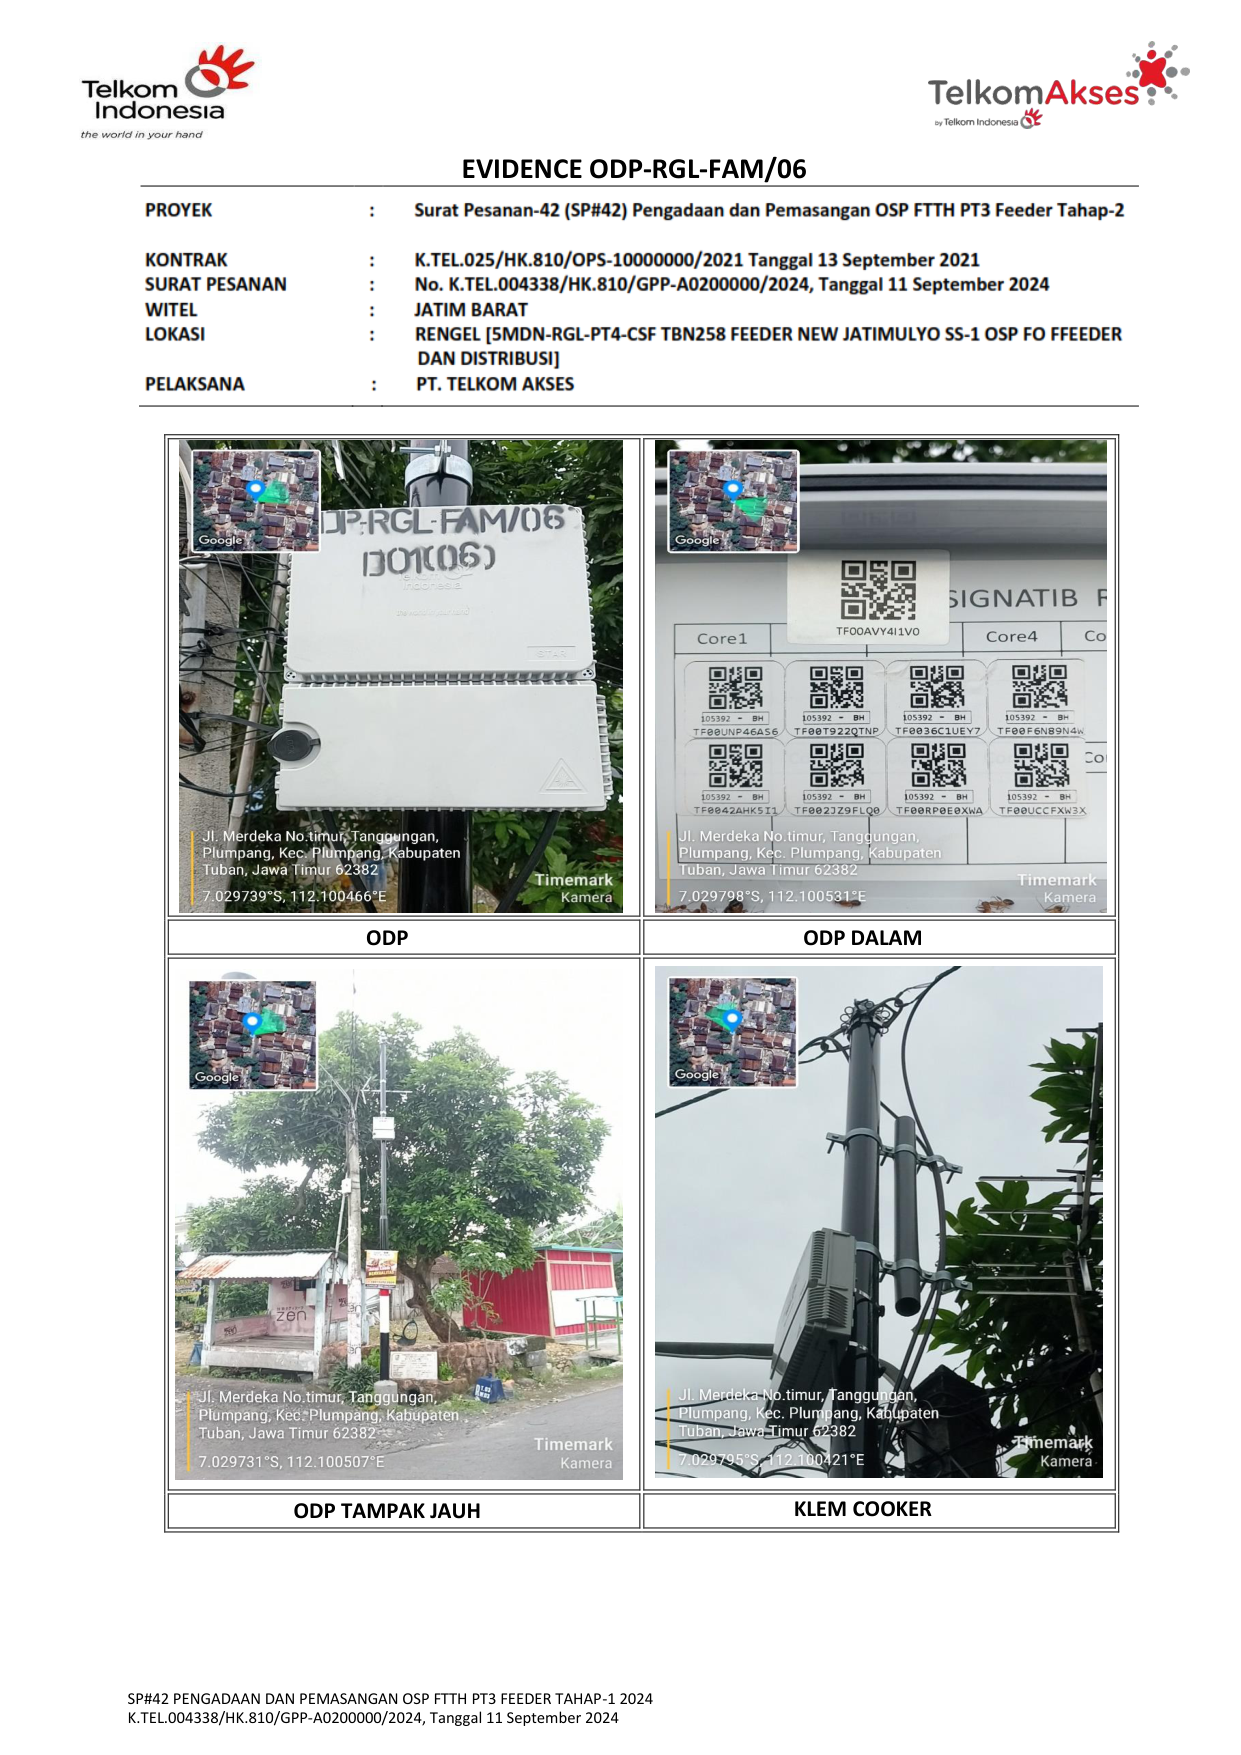 Telkom
Indonesia
the world in your hand
TelkomAkses
by Telkom Indonesia
EVIDENCE ODP-RGL-FAM/06
PROYEK : Surat Pesanan-42 (SP#42) Pengadaan dan Pemasangan OSP FTTH PT3 Feeder Tahap-2
KONTRAK : K.TEL.025/HK.810/OPS-10000000/2021 Tanggal 13 September 2021
SURAT PESANAN : No. K.TEL.004338/HK.810/GPP-A0200000/2024, Tanggal 11 September 2024
WITEL : JATIM BARAT
LOKASI : RENGEL [5MDN-RGL-PT4-CSF TBN258 FEEDER NEW JATIMULYO SS-1 OSP FO FFEEDER
DAN DISTRIBUSI]
PELAKSANA : PT. TELKOM AKSES
Google
DP-RGL-FAM/06
D01(06)
Telkom
Indonesia
STAR
Jl. Merdeka No.timur, Tanggungan,
Plumpang, Kec. Plumpang, Kabupaten
Tuban, Jawa Timur 62382
7.029739°S, 112.100466°E
Timemark
Kamera
Google
TF00AVY4I1V0
SIGNATIB
Core1
Core4
Co
105392 - BH
105392 - BH
105392 - BH
105392 - BH
TF00UNP46AS6
TF00T922QTNP
TF0036C1UEY7
TF00F6N89N4W
Co
105392 - BH
105392 - BH
105392 - BH
105392 - BH
TF0042AHK5I1
TF002JZ9FLQ0
TF00RP0E0XWA
TF00UCCFXW3X
Jl. Merdeka No.timur, Tanggungan,
Plumpang, Kec. Plumpang, Kabupaten
Tuban, Jawa Timur 62382
7.029798°S, 112.100531°E
Timemark
Kamera
ODP
ODP DALAM
Google
zen
Jl. Merdeka No.timur, Tanggungan,
Plumpang, Kec. Plumpang, Kabupaten
Tuban, Jawa Timur 62382
7.029731°S, 112.100507°E
Timemark
Kamera
Google
Jl. Merdeka No.timur, Tanggungan,
Plumpang, Kec. Plumpang, Kabupaten
Tuban, Jawa Timur 62382
7.029795°S, 112.100421°E
Timemark
Kamera
ODP TAMPAK JAUH
KLEM COOKER
SP#42 PENGADAAN DAN PEMASANGAN OSP FTTH PT3 FEEDER TAHAP-1 2024
K.TEL.004338/HK.810/GPP-A0200000/2024, Tanggal 11 September 2024